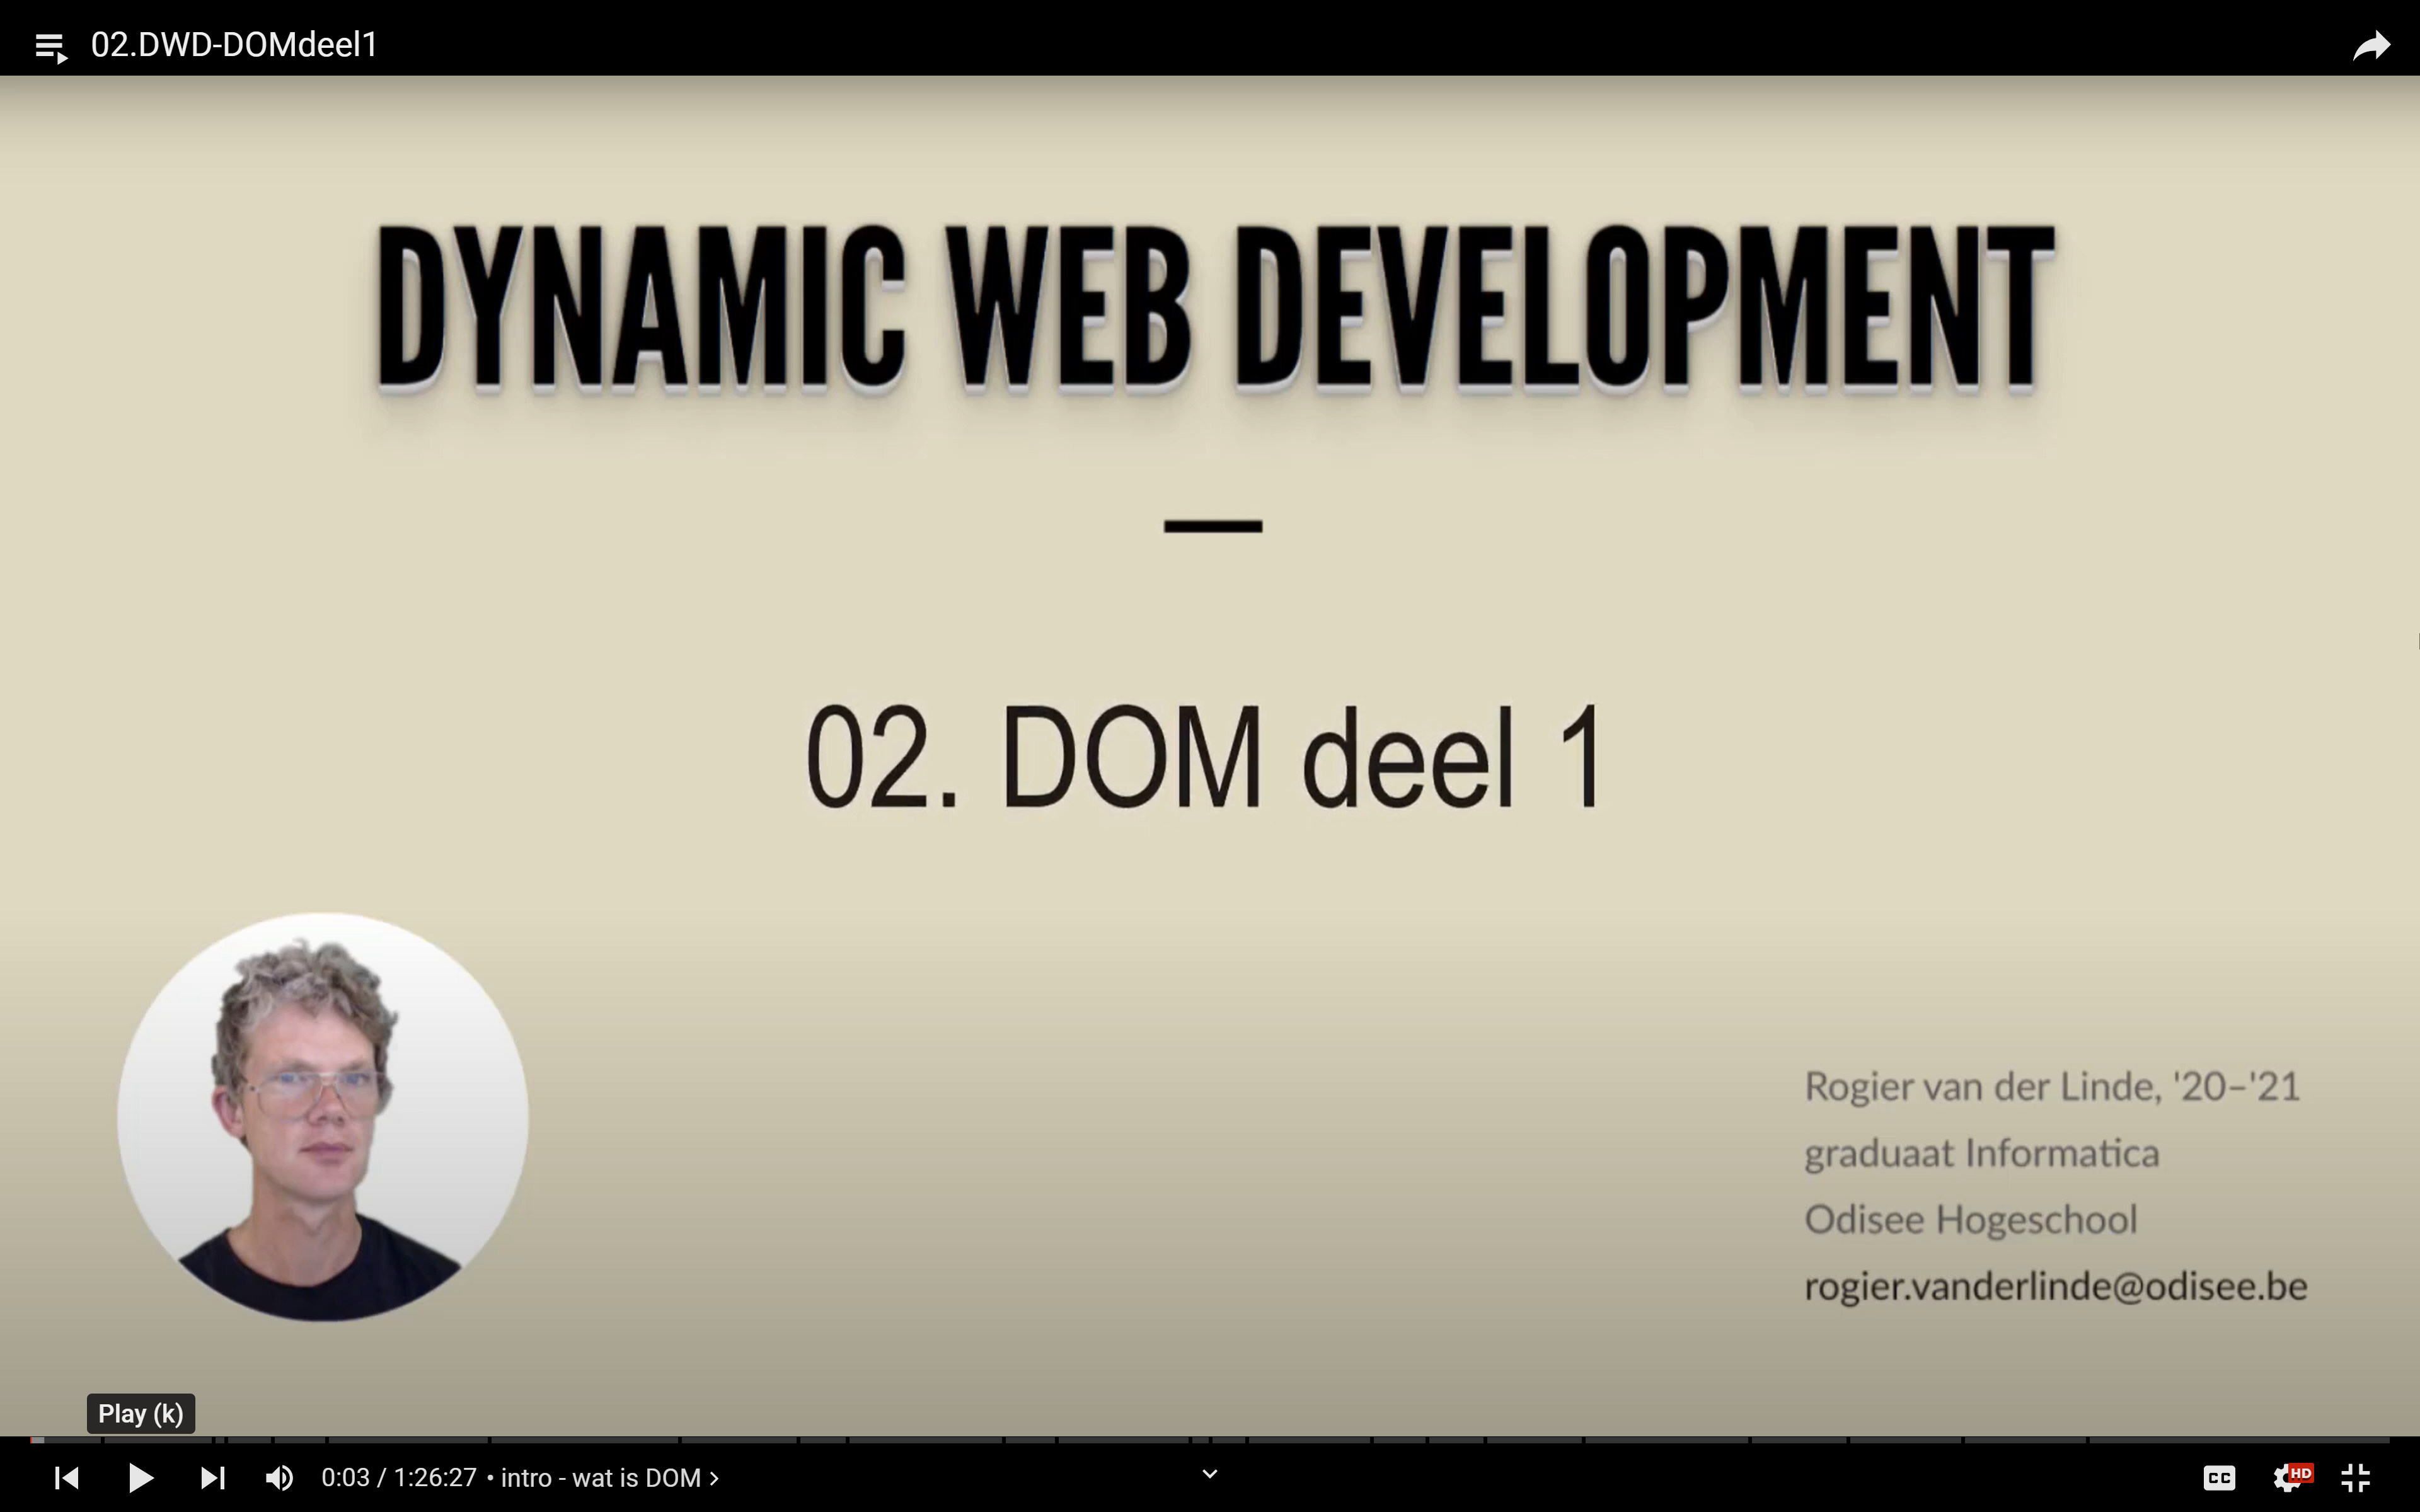 02.DWD-DOMdeel1
DYNAMIC WEB DEVELOPMENT
02. DOM deel 1
Rogier van der Linde, '20–'21
graduaat Informatica
Odisee Hogeschool
rogier.vanderlinde@odisee.be
Play (k)
0:03 / 1:26:27 • intro - wat is DOM
CC
HD